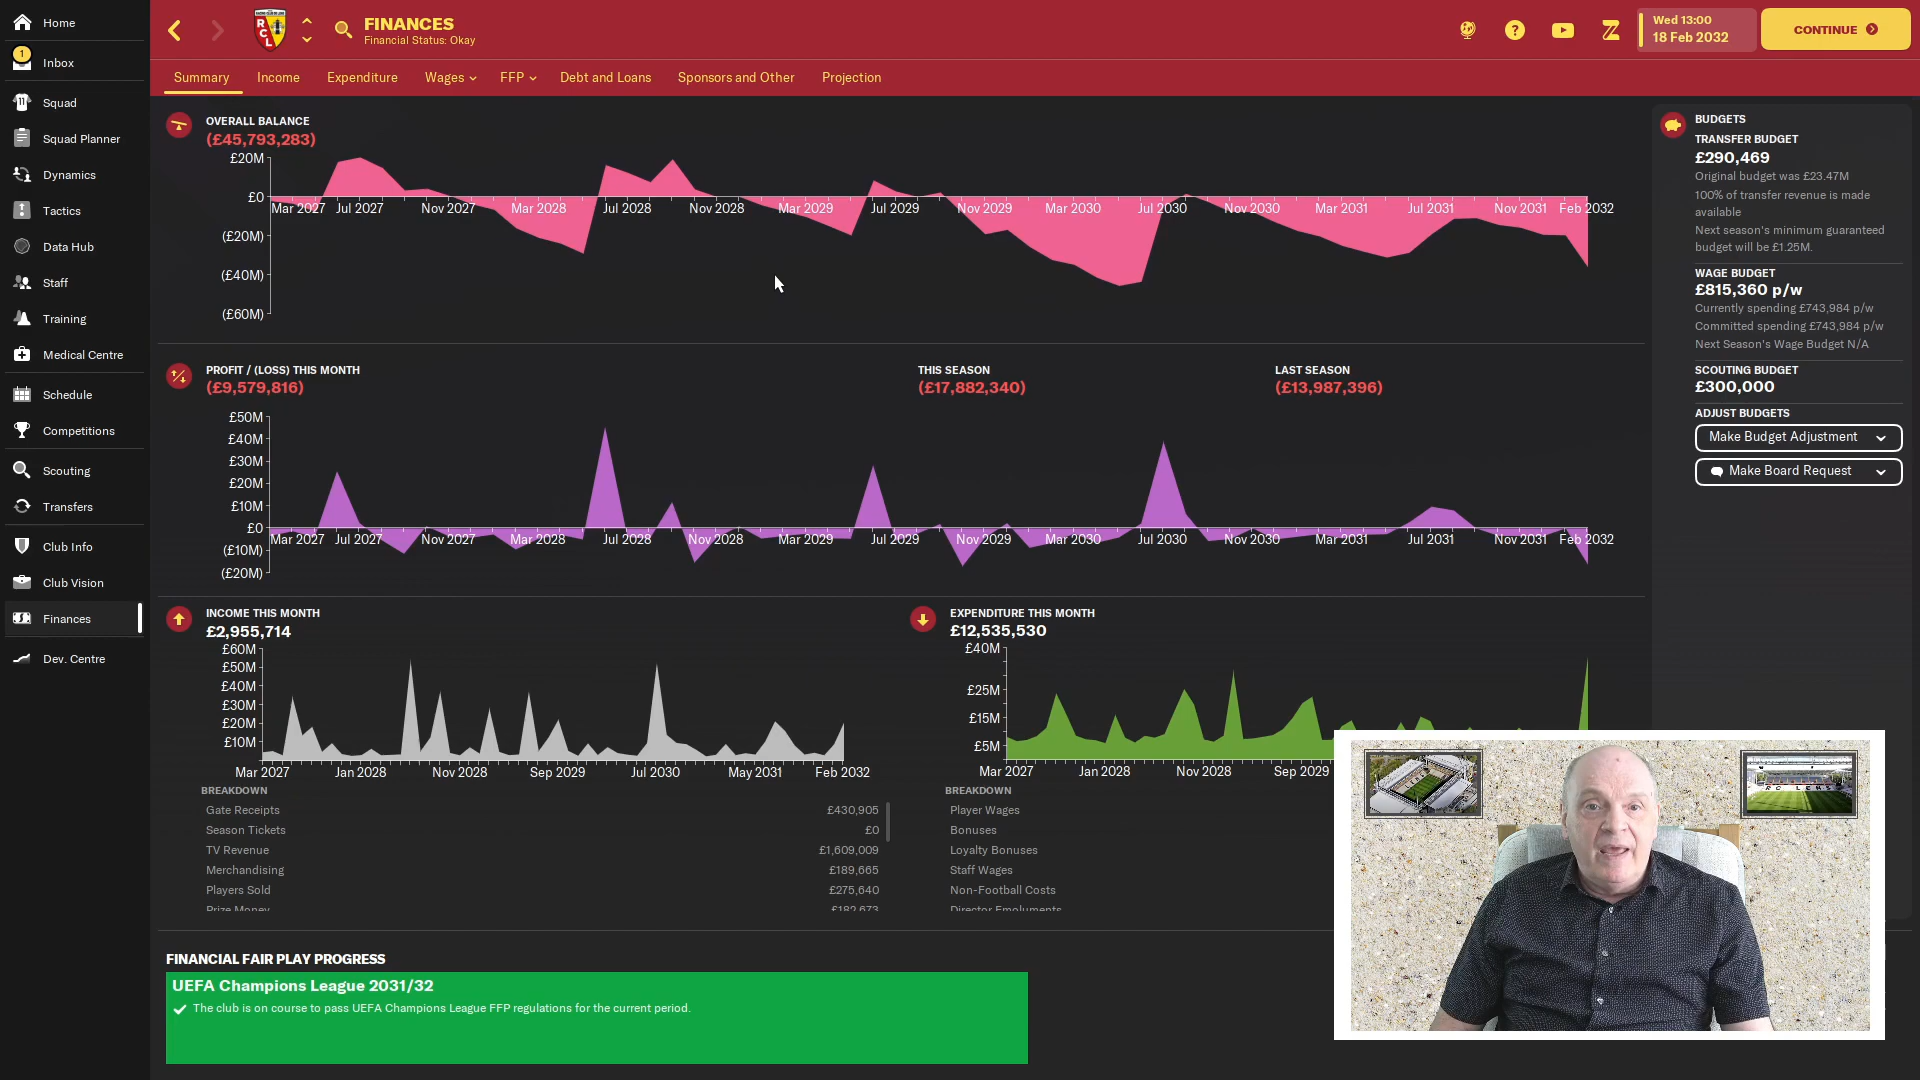 Home
1
Inbox
Squad
Squad Planner
Dynamics
Tactics
Data Hub
Staff
Training
Medical Centre
Schedule
Competitions
Scouting
Transfers
Club Info
Club Vision
Finances
Dev. Centre
FINANCES
Financial Status: Okay
Wed 13:00
18 Feb 2032
CONTINUE
Summary
Income
Expenditure
Wages
FFP
Debt and Loans
Sponsors and Other
Projection
OVERALL BALANCE
(£45,793,283)
£20M
£0
(£20M)
(£40M)
(£60M)
Mar 2027 Jul 2027 Nov 2027 Mar 2028 Jul 2028 Nov 2028 Mar 2029 Jul 2029 Nov 2029 Mar 2030 Jul 2030 Nov 2030 Mar 2031 Jul 2031 Nov 2031 Feb 2032
PROFIT / (LOSS) THIS MONTH
(£9,579,816)
THIS SEASON
(£17,882,340)
LAST SEASON
(£13,987,396)
£50M
£40M
£30M
£20M
£10M
£0
(£10M)
(£20M)
Mar 2027 Jul 2027 Nov 2027 Mar 2028 Jul 2028 Nov 2028 Mar 2029 Jul 2029 Nov 2029 Mar 2030 Jul 2030 Nov 2030 Mar 2031 Jul 2031 Nov 2031 Feb 2032
INCOME THIS MONTH
£2,955,714
£60M
£50M
£40M
£30M
£20M
£10M
Mar 2027 Jan 2028 Nov 2028 Sep 2029 Jul 2030 May 2031 Feb 2032
BREAKDOWN
Gate Receipts £430,905
Season Tickets £0
TV Revenue £1,609,009
Merchandising £189,665
Players Sold £275,640
Prize Money £182,673
EXPENDITURE THIS MONTH
£12,535,530
£40M
£25M
£15M
£5M
Mar 2027 Jan 2028 Nov 2028 Sep 2029
BREAKDOWN
Player Wages
Bonuses
Loyalty Bonuses
Staff Wages
Non-Football Costs
Director Emoluments
FINANCIAL FAIR PLAY PROGRESS
UEFA Champions League 2031/32
The club is on course to pass UEFA Champions League FFP regulations for the current period.
BUDGETS
TRANSFER BUDGET
£290,469
Original budget was £23.47M
100% of transfer revenue is made
available
Next season's minimum guaranteed
budget will be £1.25M.
WAGE BUDGET
£815,360 p/w
Currently spending £743,984 p/w
Committed spending £743,984 p/w
Next Season's Wage Budget N/A
SCOUTING BUDGET
£300,000
ADJUST BUDGETS
Make Budget Adjustment
Make Board Request
RC LENS